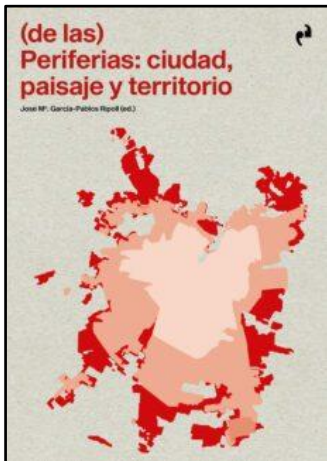 (de las)
Periferias: ciudad,
paisaje y territorio
José Mª. García-Pablos Ripoll (ed.)